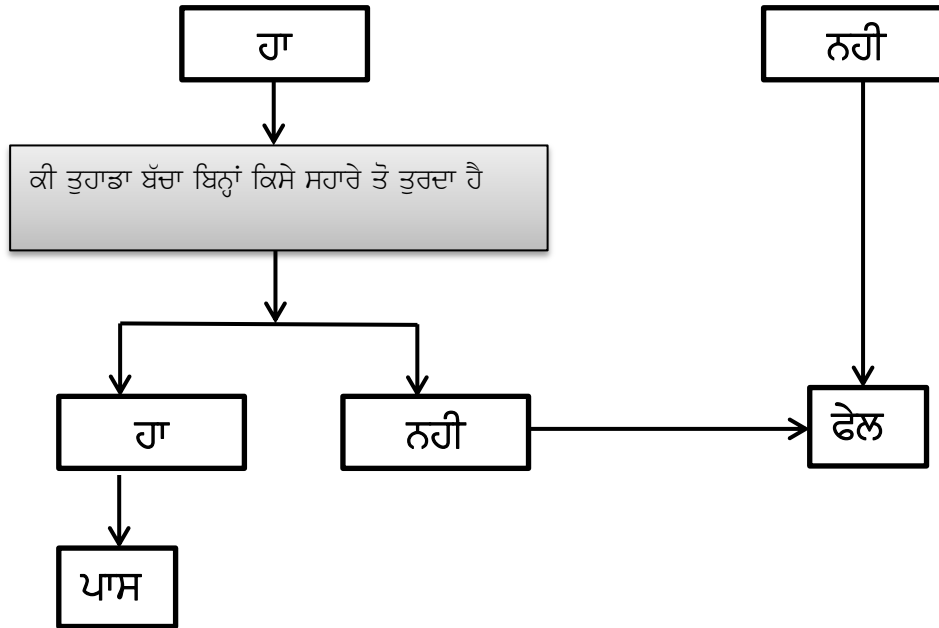 ਹਾ
ਨਹੀ
ਕੀ ਤੁਹਾਡਾ ਬੱਚਾ ਬਿਨ੍ਹਾਂ ਕਿਸੇ ਸਹਾਰੇ ਤੋ ਤੁਰਦਾ ਹੈ
ਹਾ
ਨਹੀ
ਫੇਲ
ਪਾਸ